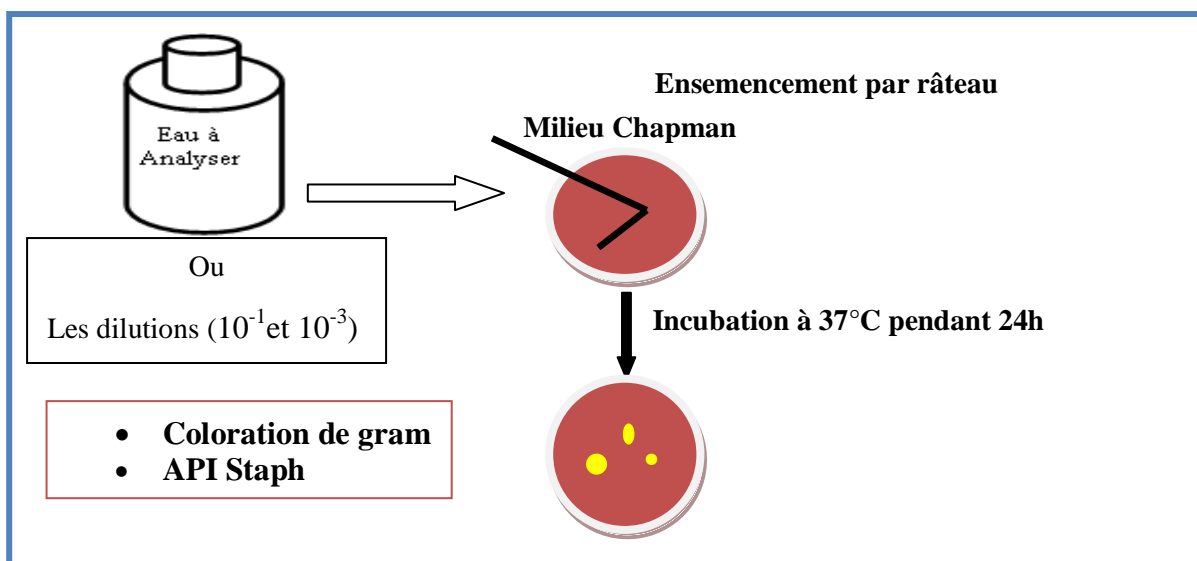 Eau à
Analyser
Ensemencement par râteau
Milieu Chapman
Ou
Les dilutions (10⁻¹et 10⁻³)
Incubation à 37°C pendant 24h
• Coloration de gram
• API Staph